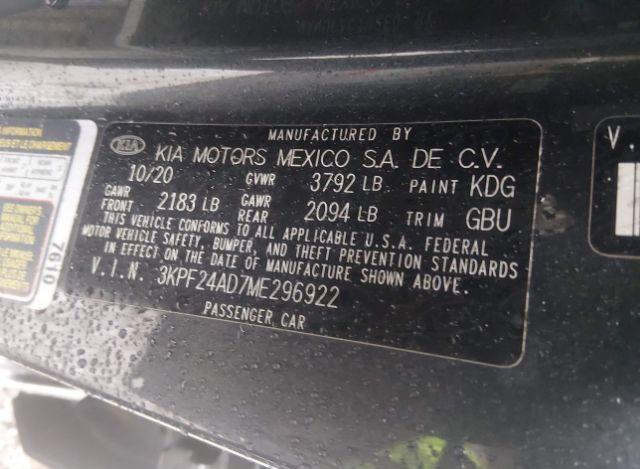 MANUFACTURED BY
KIA KIA MOTORS MEXICO S.A. DE C.V.
10/20 GVWR 3792 LB PAINT KDG
GAWR FRONT 2183 LB GAWR REAR 2094 LB TRIM GBU
THIS VEHICLE CONFORMS TO ALL APPLICABLE U.S.A. FEDERAL
MOTOR VEHICLE SAFETY, BUMPER, AND THEFT PREVENTION STANDARDS
IN EFFECT ON THE DATE OF MANUFACTURE SHOWN ABOVE.
V.I.N. 3KPF24AD7ME296922
PASSENGER CAR
7610
V.